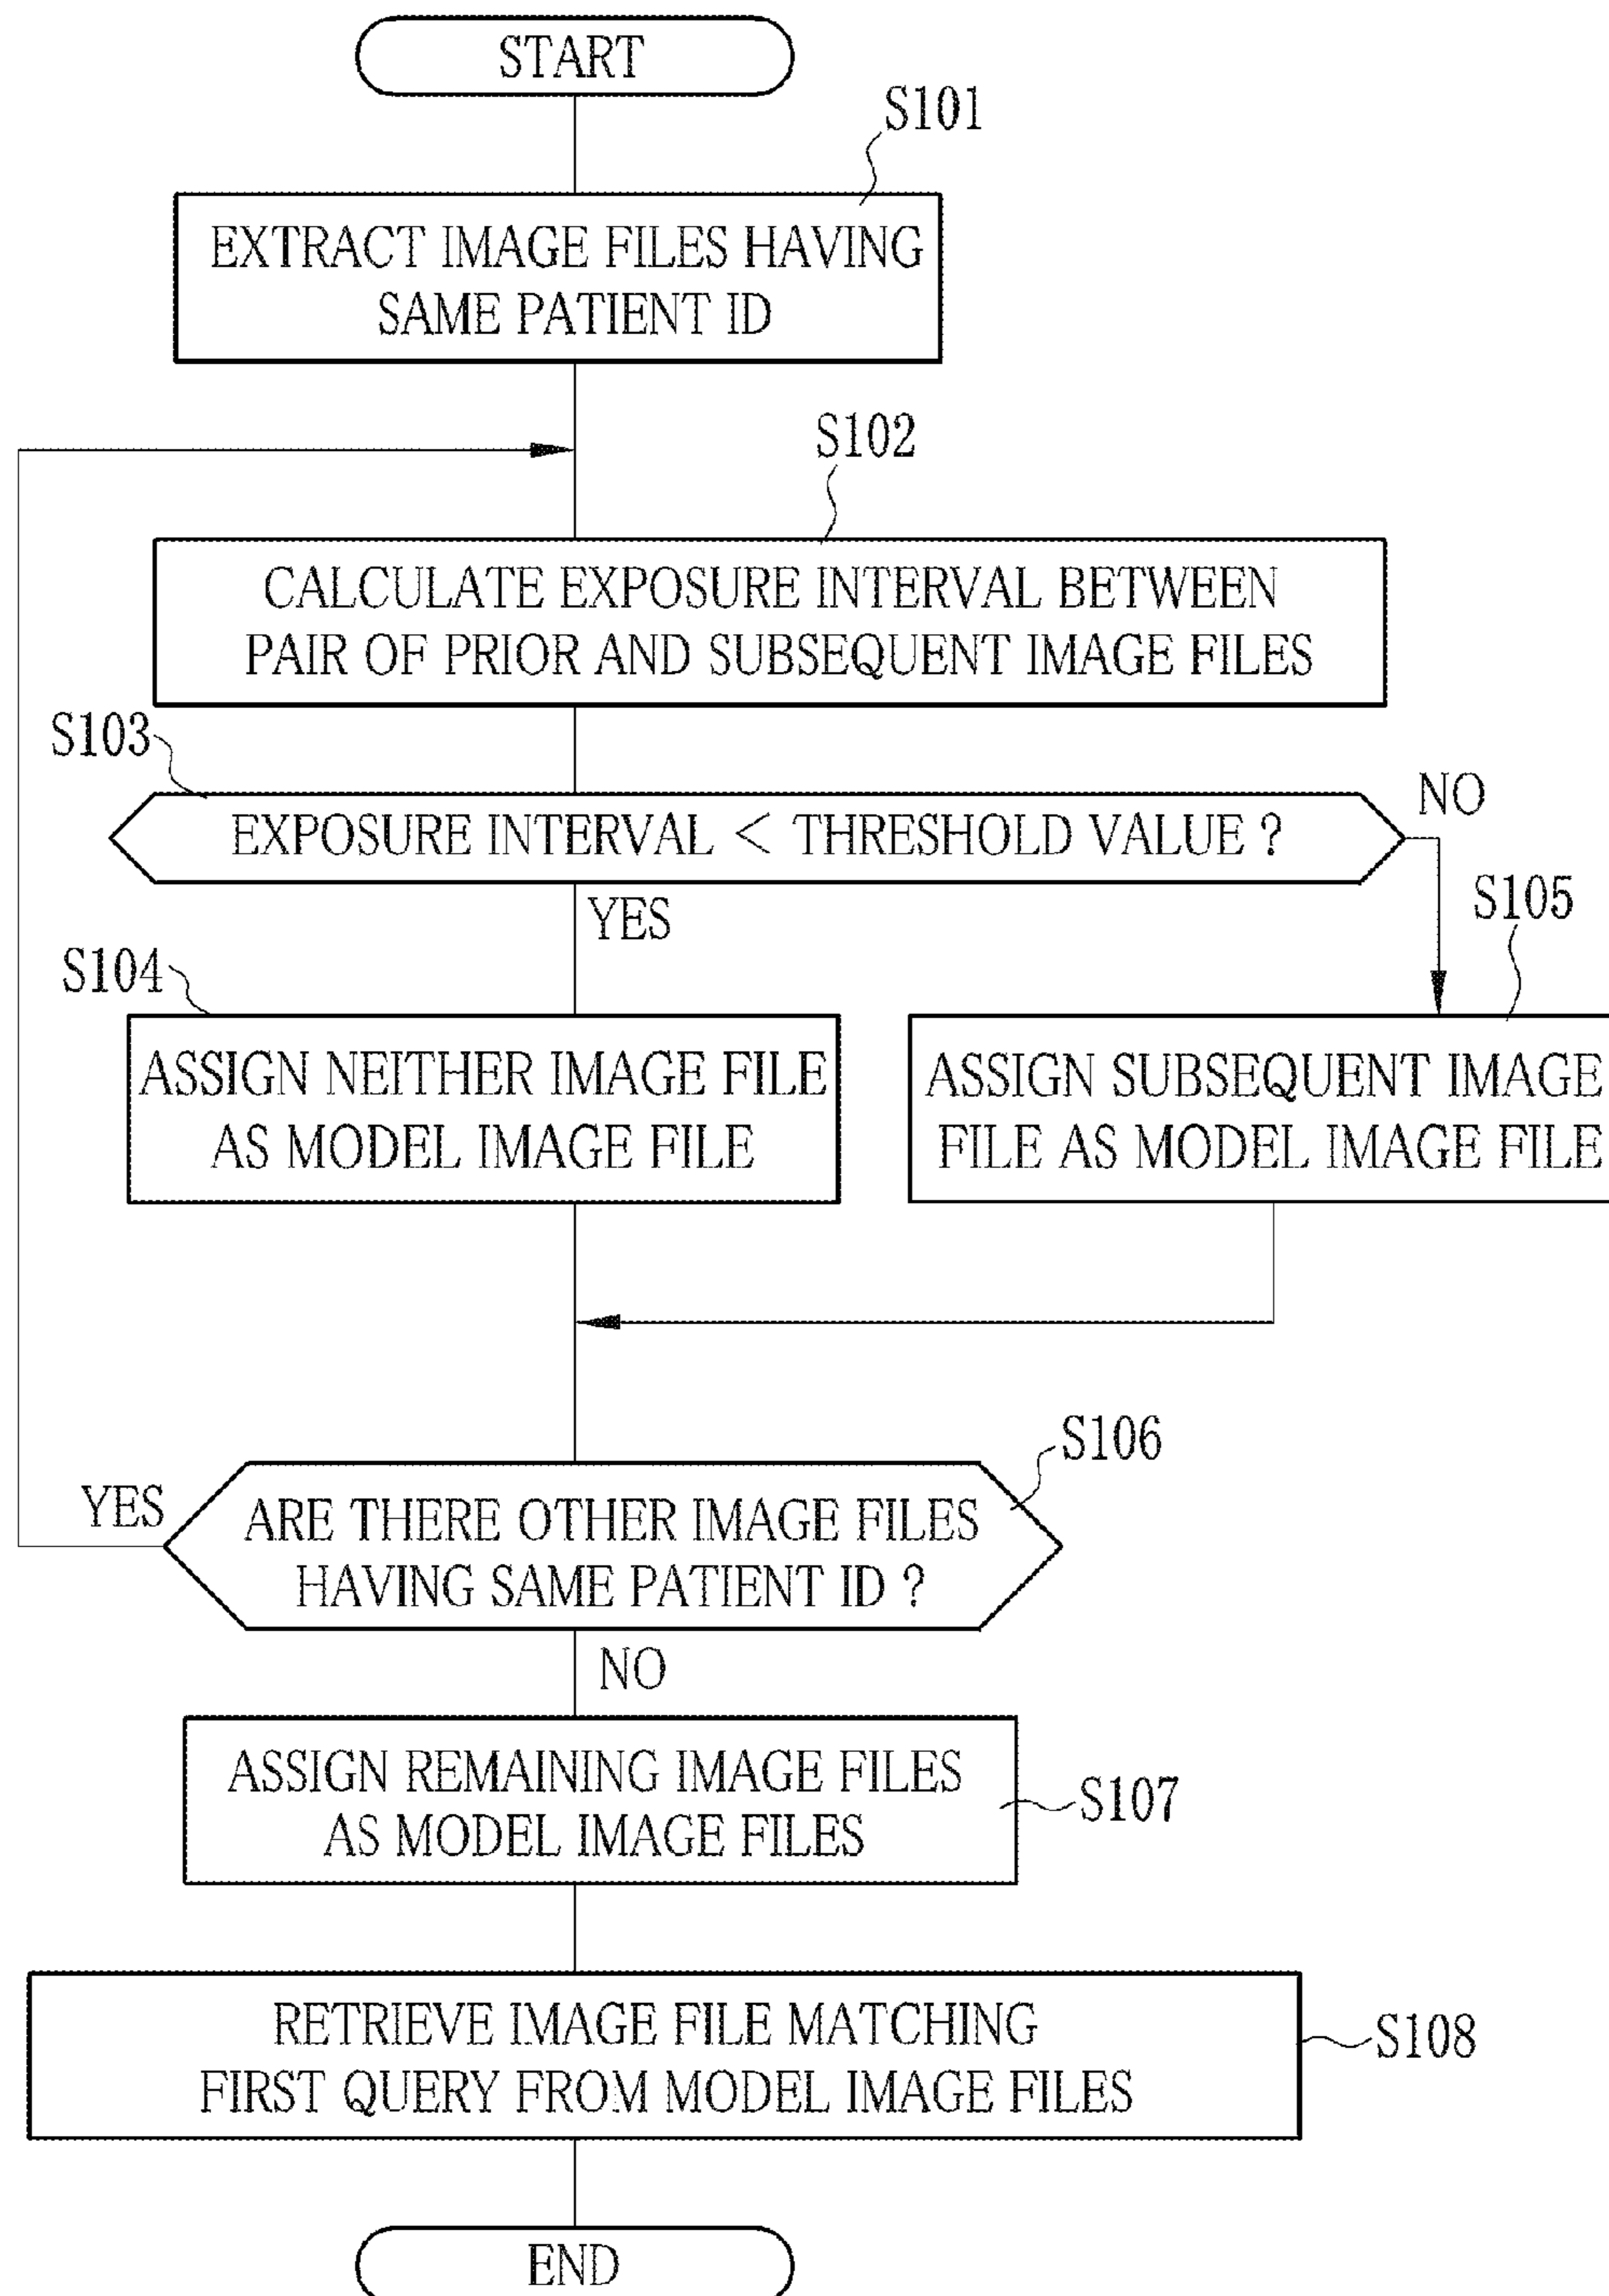 START
S101
EXTRACT IMAGE FILES HAVING
SAME PATIENT ID
S102
CALCULATE EXPOSURE INTERVAL BETWEEN
PAIR OF PRIOR AND SUBSEQUENT IMAGE FILES
S103
EXPOSURE INTERVAL < THRESHOLD VALUE ?
NO
YES
S104
ASSIGN NEITHER IMAGE FILE
AS MODEL IMAGE FILE
S105
ASSIGN SUBSEQUENT IMAGE
FILE AS MODEL IMAGE FILE
S106
YES
ARE THERE OTHER IMAGE FILES
HAVING SAME PATIENT ID ?
NO
ASSIGN REMAINING IMAGE FILES
AS MODEL IMAGE FILES
S107
RETRIEVE IMAGE FILE MATCHING
FIRST QUERY FROM MODEL IMAGE FILES
S108
END